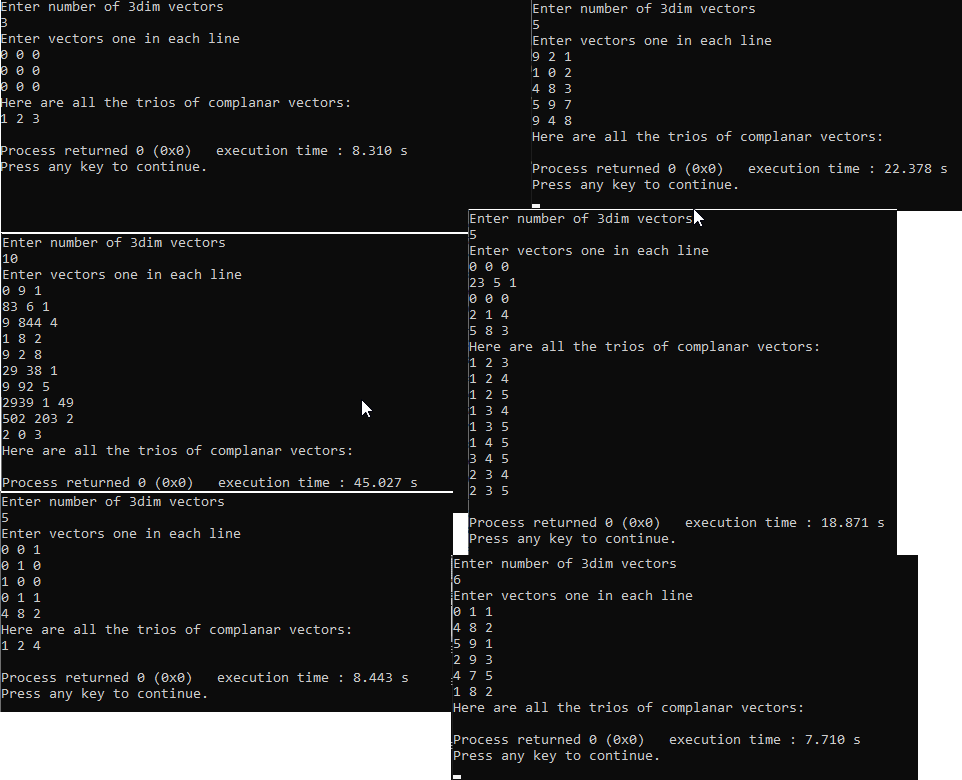 Enter number of 3dim vectors
3
Enter vectors one in each line
0 0 0
0 0 0
0 0 0
Here are all the trios of complanar vectors:
1 2 3
Process returned 0 (0x0)   execution time : 8.310 s
Press any key to continue.
Enter number of 3dim vectors
5
Enter vectors one in each line
9 2 1
1 0 2
4 8 3
5 9 7
9 4 8
Here are all the trios of complanar vectors:
Process returned 0 (0x0)   execution time : 22.378 s
Press any key to continue.
Enter number of 3dim vectors
10
Enter vectors one in each line
0 9 1
83 6 1
9 844 4
1 8 2
9 2 8
29 38 1
9 92 5
2939 1 49
502 203 2
2 0 3
Here are all the trios of complanar vectors:
Process returned 0 (0x0)   execution time : 45.027 s
Enter number of 3dim vectors
5
Enter vectors one in each line
0 0 0
23 5 1
0 0 0
2 1 4
5 8 3
Here are all the trios of complanar vectors:
1 2 3
1 2 4
1 2 5
1 3 4
1 3 5
1 4 5
3 4 5
2 3 4
2 3 5
Process returned 0 (0x0)   execution time : 18.871 s
Press any key to continue.
Enter number of 3dim vectors
5
Enter vectors one in each line
0 0 1
0 1 0
1 0 0
0 1 1
4 8 2
Here are all the trios of complanar vectors:
1 2 4
Process returned 0 (0x0)   execution time : 8.443 s
Press any key to continue.
Enter number of 3dim vectors
6
Enter vectors one in each line
0 1 1
4 8 2
5 9 1
2 9 3
4 7 5
1 8 2
Here are all the trios of complanar vectors:
Process returned 0 (0x0)   execution time : 7.710 s
Press any key to continue.